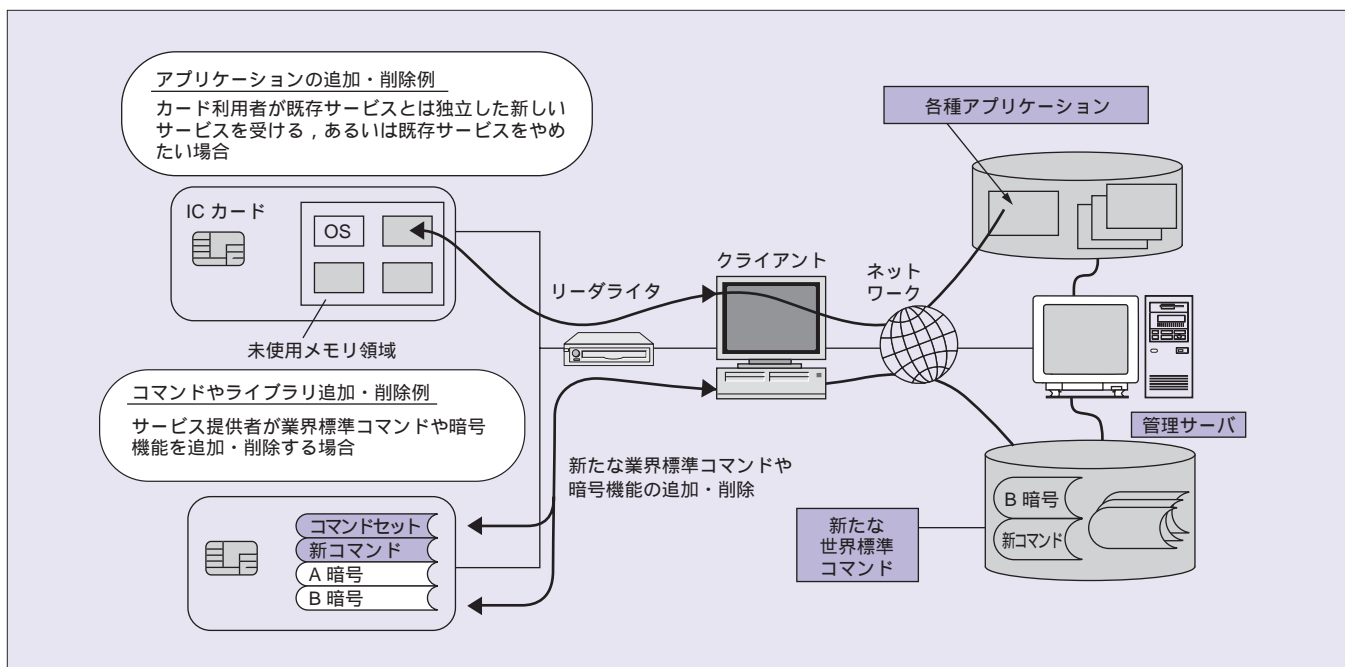 アプリケーションの追加・削除例
カード利用者が既存サービスとは独立した新しい
サービスを受ける，あるいは既存サービスをやめ
たい場合
各種アプリケーション
IC カード
OS
未使用メモリ領域
リーダライタ
クライアント
ネット
ワーク
管理サーバ
コマンドやライブラリ追加・削除例
サービス提供者が業界標準コマンドや暗号
機能を追加・削除する場合
新たな業界標準コマンドや
暗号機能の追加・削除
コマンドセット
新コマンド
A 暗号
B 暗号
新たな
世界標準
コマンド
B 暗号
新コマンド